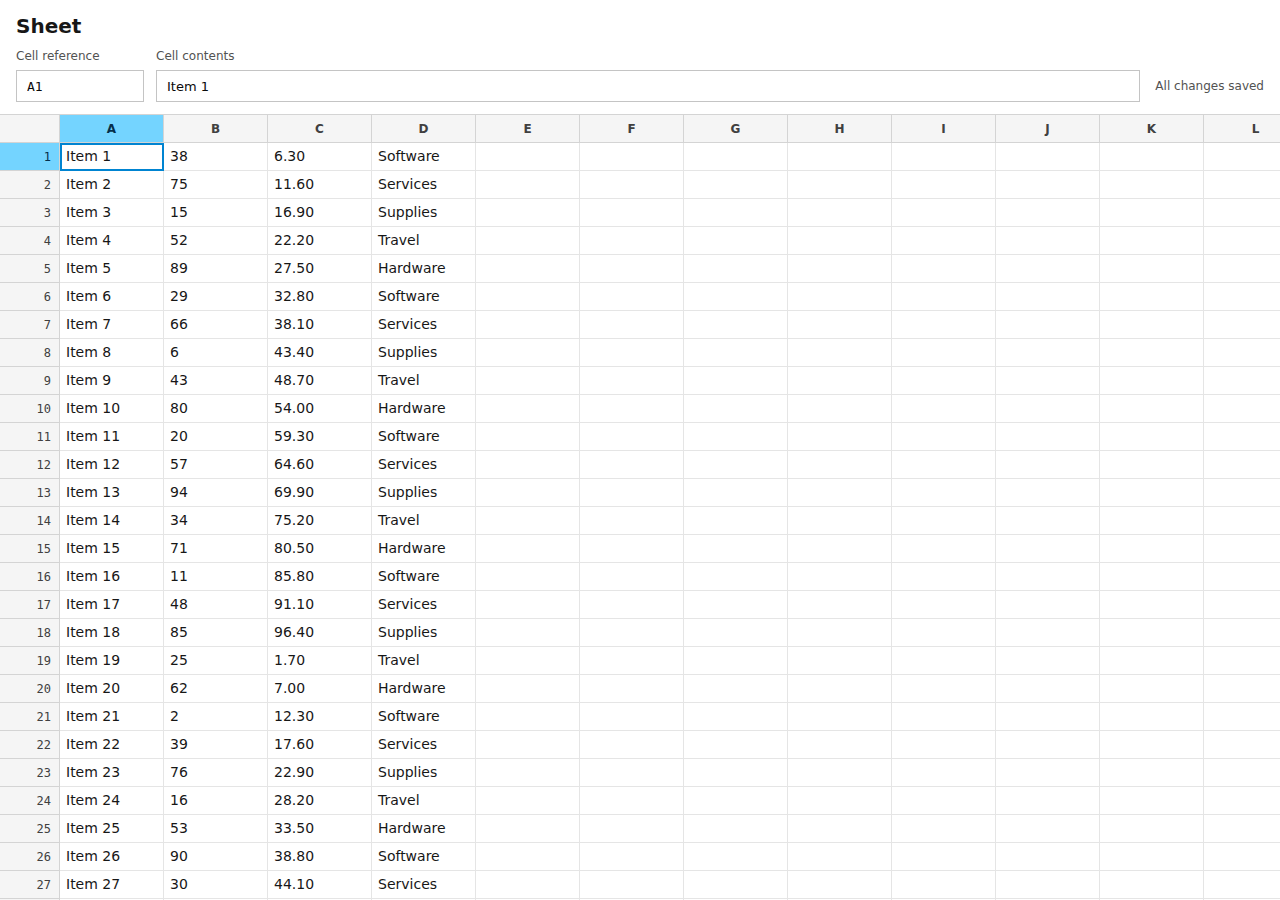 Sheet
Cell reference Cell contents
A1 Item 1 All changes saved
A B C D E F G H I J K L
1 Item 1 38 6.30 Software
2 Item 2 75 11.60 Services
3 Item 3 15 16.90 Supplies
4 Item 4 52 22.20 Travel
5 Item 5 89 27.50 Hardware
6 Item 6 29 32.80 Software
7 Item 7 66 38.10 Services
8 Item 8 6 43.40 Supplies
9 Item 9 43 48.70 Travel
10 Item 10 80 54.00 Hardware
11 Item 11 20 59.30 Software
12 Item 12 57 64.60 Services
13 Item 13 94 69.90 Supplies
14 Item 14 34 75.20 Travel
15 Item 15 71 80.50 Hardware
16 Item 16 11 85.80 Software
17 Item 17 48 91.10 Services
18 Item 18 85 96.40 Supplies
19 Item 19 25 1.70 Travel
20 Item 20 62 7.00 Hardware
21 Item 21 2 12.30 Software
22 Item 22 39 17.60 Services
23 Item 23 76 22.90 Supplies
24 Item 24 16 28.20 Travel
25 Item 25 53 33.50 Hardware
26 Item 26 90 38.80 Software
27 Item 27 30 44.10 Services